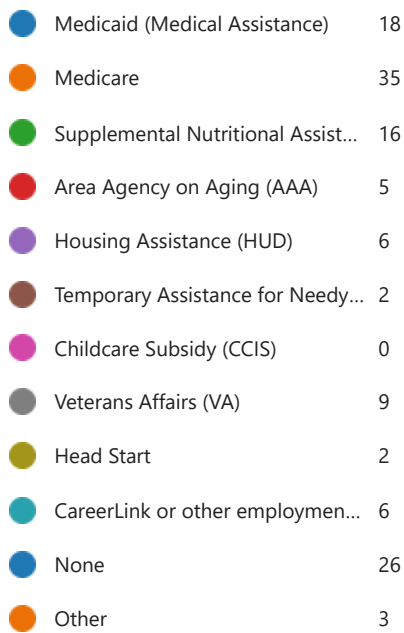 Medicaid (Medical Assistance) 18
Medicare 35
Supplemental Nutritional Assist... 16
Area Agency on Aging (AAA) 5
Housing Assistance (HUD) 6
Temporary Assistance for Needy... 2
Childcare Subsidy (CCIS) 0
Veterans Affairs (VA) 9
Head Start 2
CareerLink or other employmen... 6
None 26
Other 3